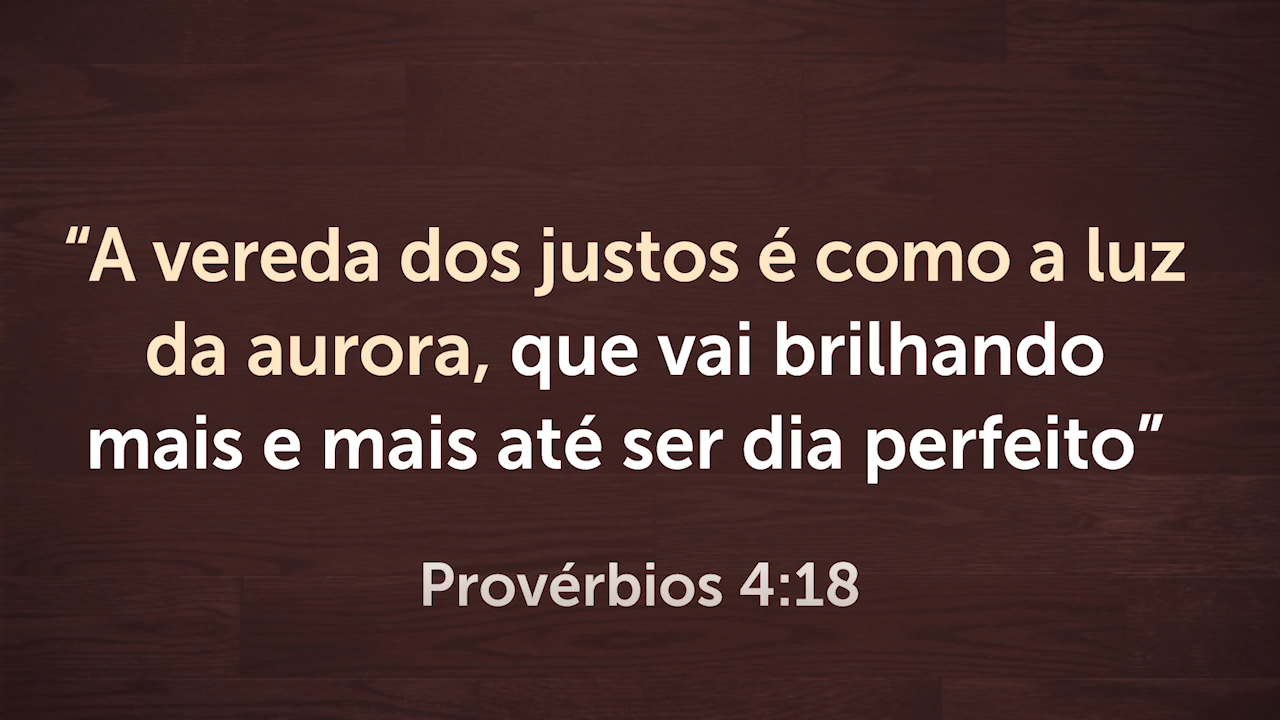 “A vereda dos justos é como a luz
da aurora, que vai brilhando
mais e mais até ser dia perfeito”
Provérbios 4:18